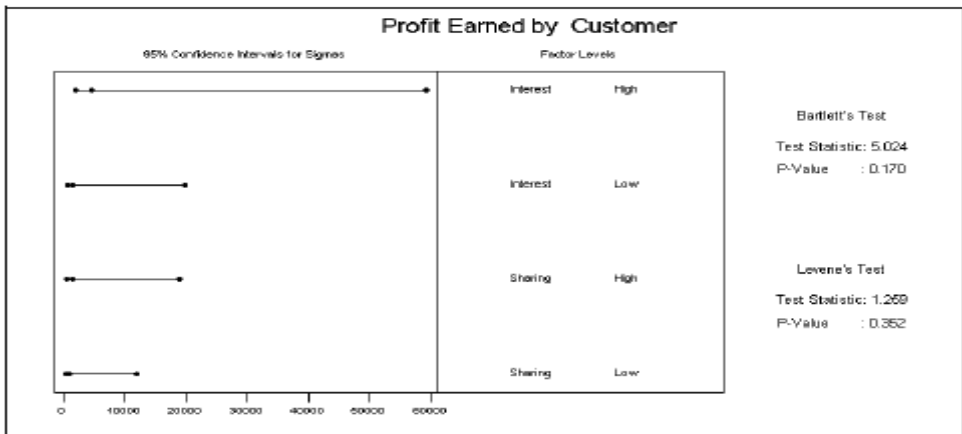 Profit Earned by Customer
95% Confidence Intervals for Sigmas
Factor Levels
Interest High
Bartlett's Test
Test Statistic: 5.024
P-Value : 0.170
Interest Low
Levene's Test
Sharing High
Test Statistic: 1.259
P-Value : 0.352
Sharing Low
0 10000 20000 30000 40000 50000 60000